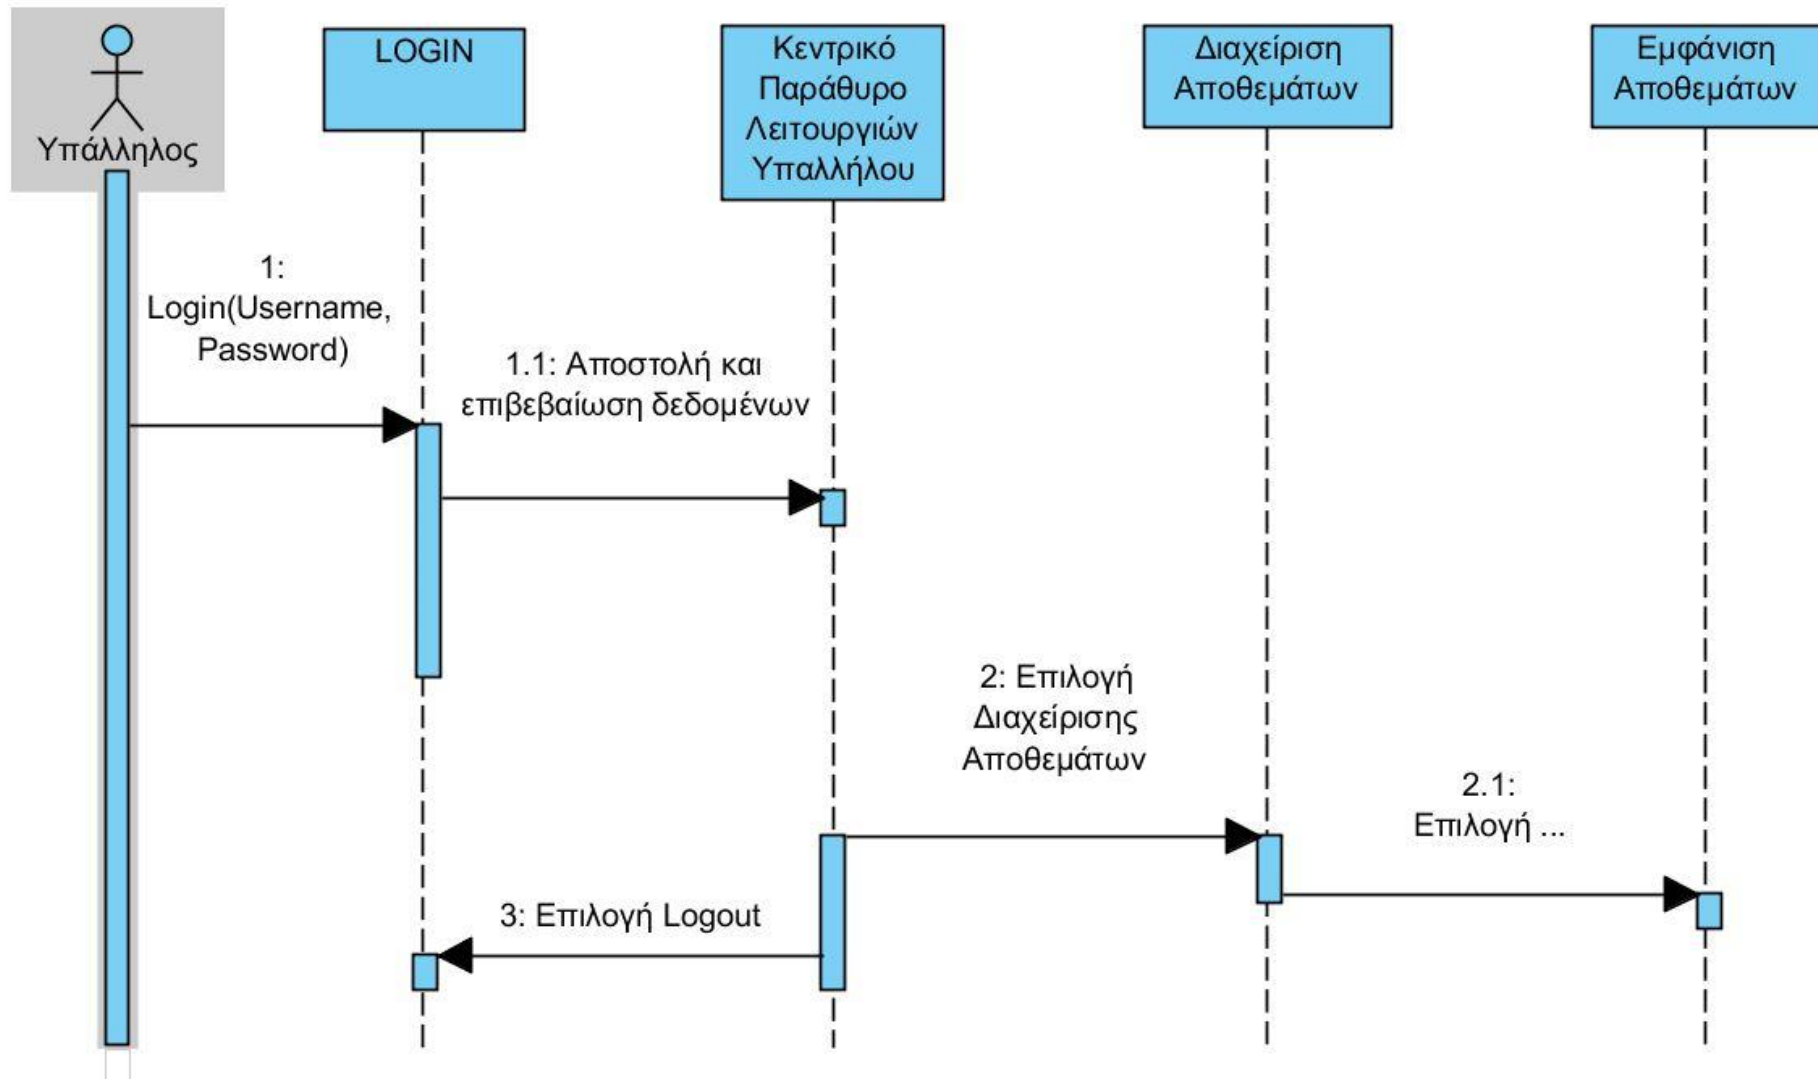 Υπάλληλος
LOGIN
Κεντρικό
Παράθυρο
Λειτουργιών
Υπαλλήλου
Διαχείριση
Αποθεμάτων
Εμφάνιση
Αποθεμάτων
1:
Login(Username,
Password)
1.1: Αποστολή και
επιβεβαίωση δεδομένων
2: Επιλογή
Διαχείρισης
Αποθεμάτων
2.1:
Επιλογή ...
3: Επιλογή Logout